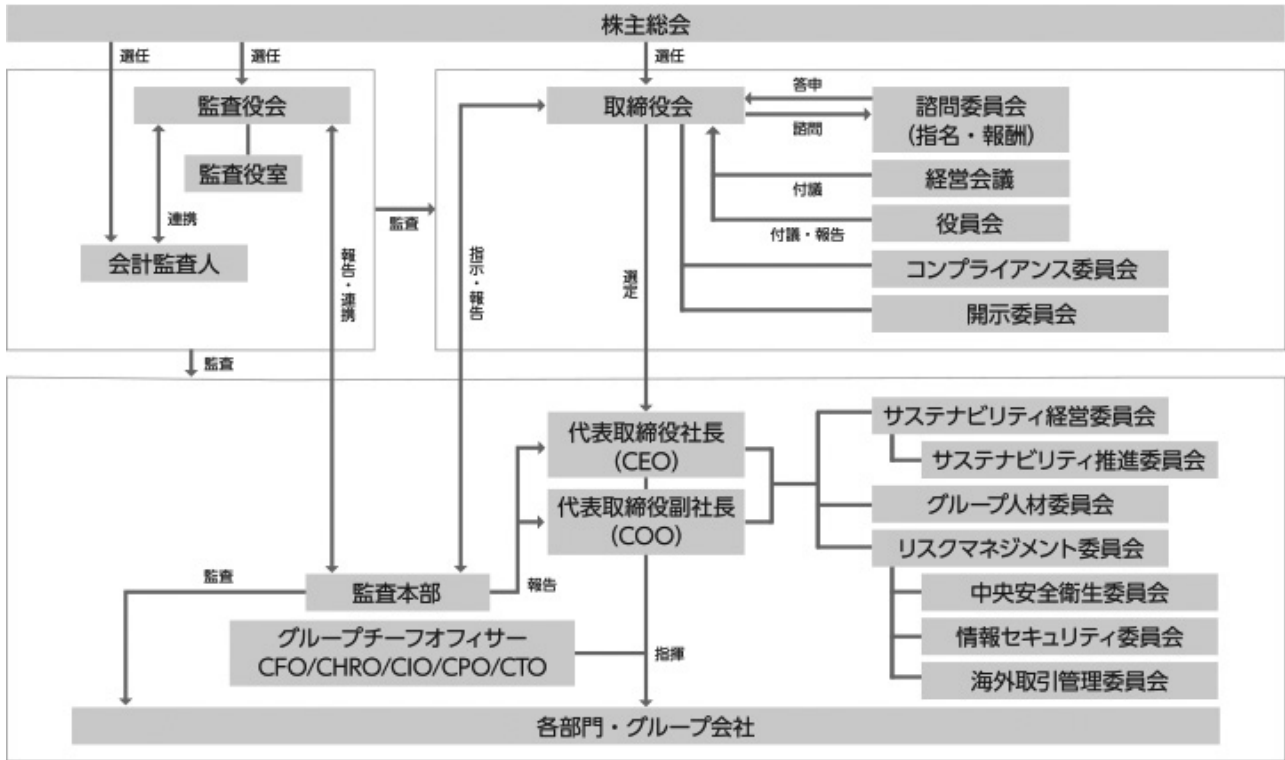 株主総会
選任
選任
選任
監査役会
監査役室
連携
会計監査人
報告・連携
監査
監査
取締役会
答申
諮問
諮問委員会
(指名・報酬)
経営会議
付議
役員会
付議・報告
コンプライアンス委員会
開示委員会
指示・報告
選定
代表取締役社長
(CEO)
代表取締役副社長
(COO)
サステナビリティ経営委員会
サステナビリティ推進委員会
グループ人材委員会
リスクマネジメント委員会
中央安全衛生委員会
情報セキュリティ委員会
海外取引管理委員会
監査
監査本部
報告
グループチーフオフィサー
CFO/CHRO/CIO/CPO/CTO
指揮
各部門・グループ会社